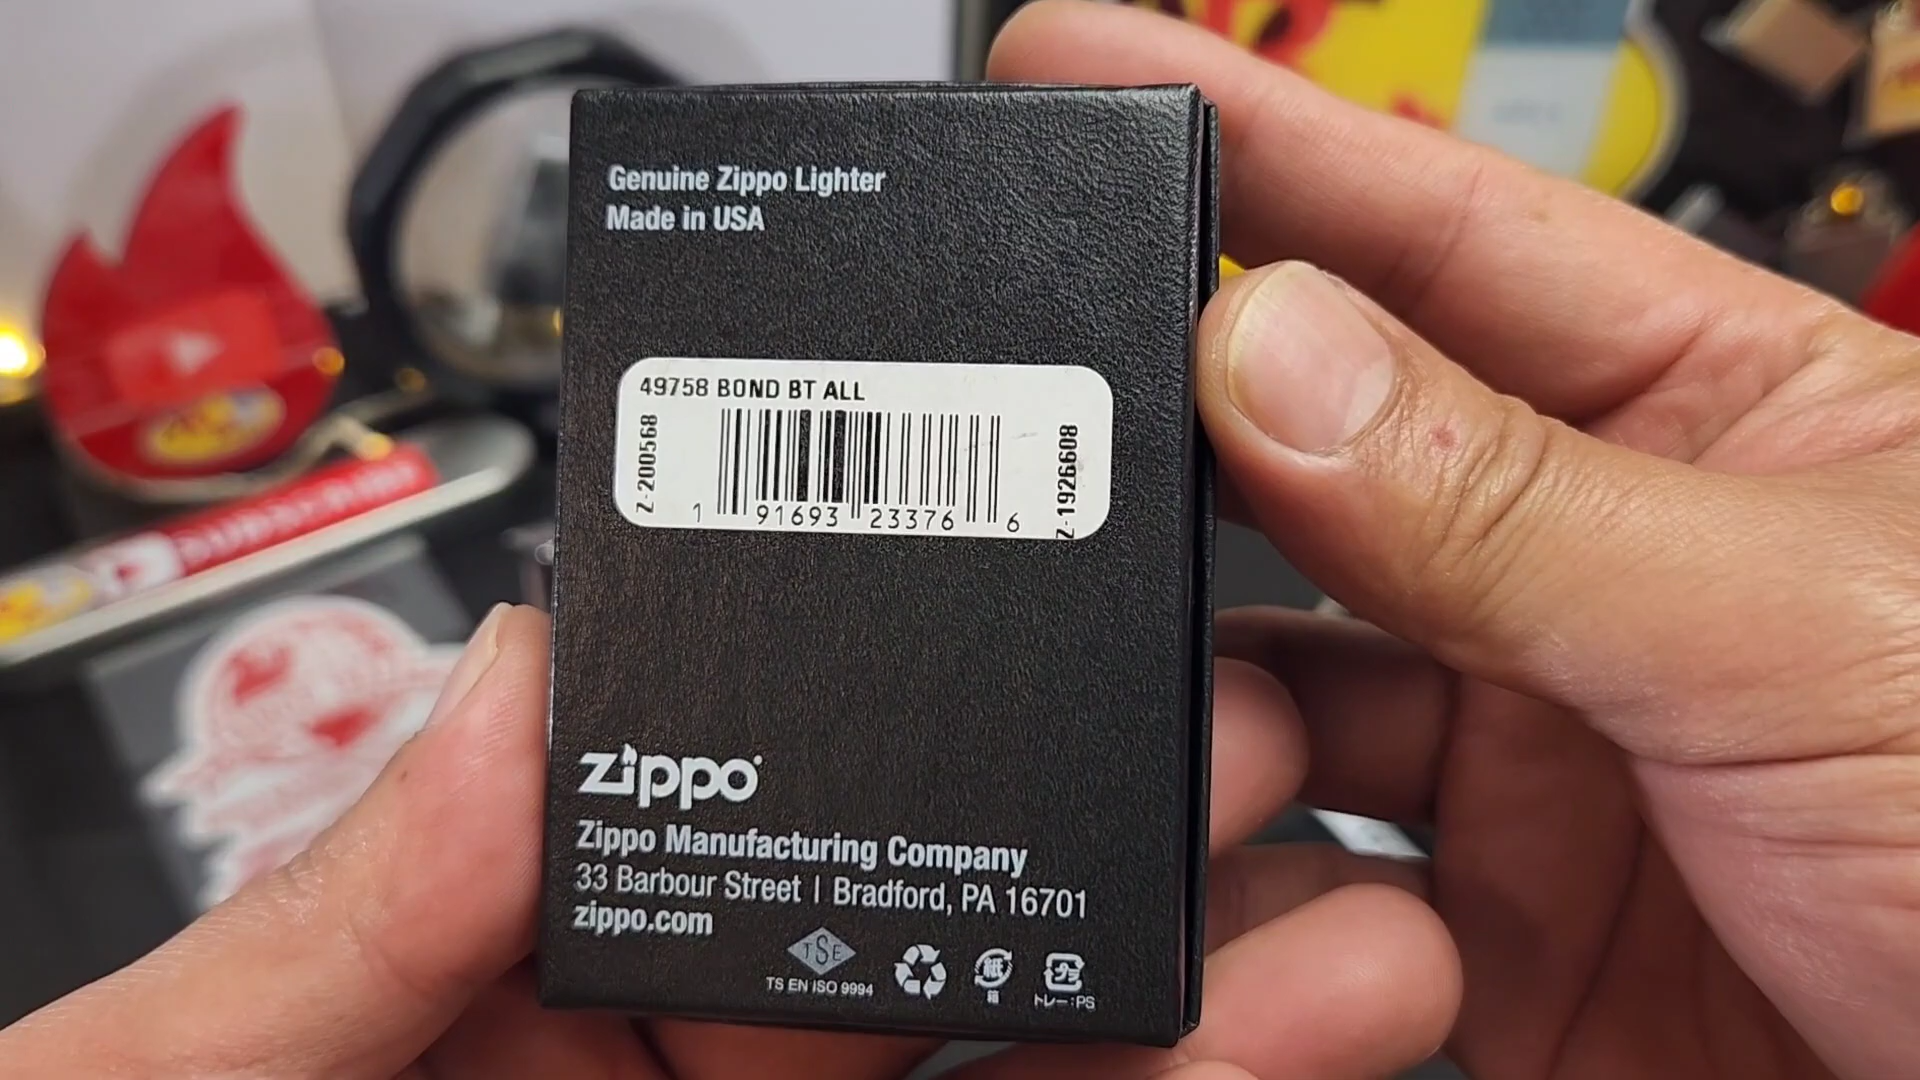 Genuine Zippo Lighter
Made in USA
49758 BOND BT ALL
Z-200568
1 91693 23376 6
Z-1926608
zippo
Zippo Manufacturing Company
33 Barbour Street | Bradford, PA 16701
zippo.com
TSE
TS EN ISO 9994
紙
箱
プラ
トレー:PS